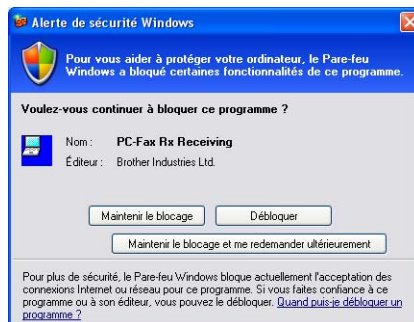 Alerte de sécurité Windows
Pour vous aider à protéger votre ordinateur, le Pare-feu
Windows a bloqué certaines fonctionnalités de ce programme.
Voulez-vous continuer à bloquer ce programme ?
Nom : PC-Fax Rx Receiving
Éditeur : Brother Industries Ltd.
Maintenir le blocage Débloquer
Maintenir le blocage et me redemander ultérieurement
Pour plus de sécurité, le Pare-feu Windows bloque actuellement l'acceptation des
connexions Internet ou réseau pour ce programme. Si vous faites confiance à ce
programme ou à son éditeur, vous pouvez le débloquer. Quand puis-je débloquer un
programme ?